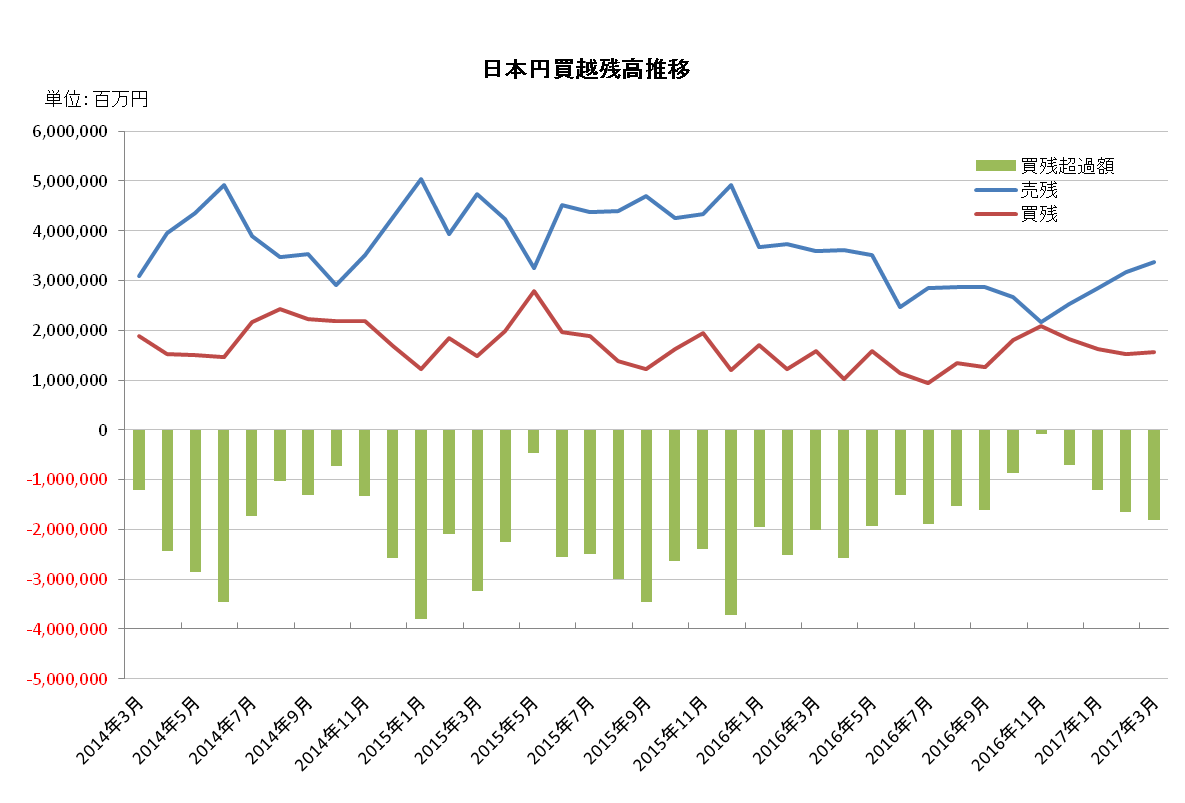 日本円買越残高推移
単位：百万円
6,000,000
5,000,000
4,000,000
3,000,000
2,000,000
1,000,000
0
-1,000,000
-2,000,000
-3,000,000
-4,000,000
-5,000,000
買残超過額
売残
買残
2014年3月
2014年5月
2014年7月
2014年9月
2014年11月
2015年1月
2015年3月
2015年5月
2015年7月
2015年9月
2015年11月
2016年1月
2016年3月
2016年5月
2016年7月
2016年9月
2016年11月
2017年1月
2017年3月